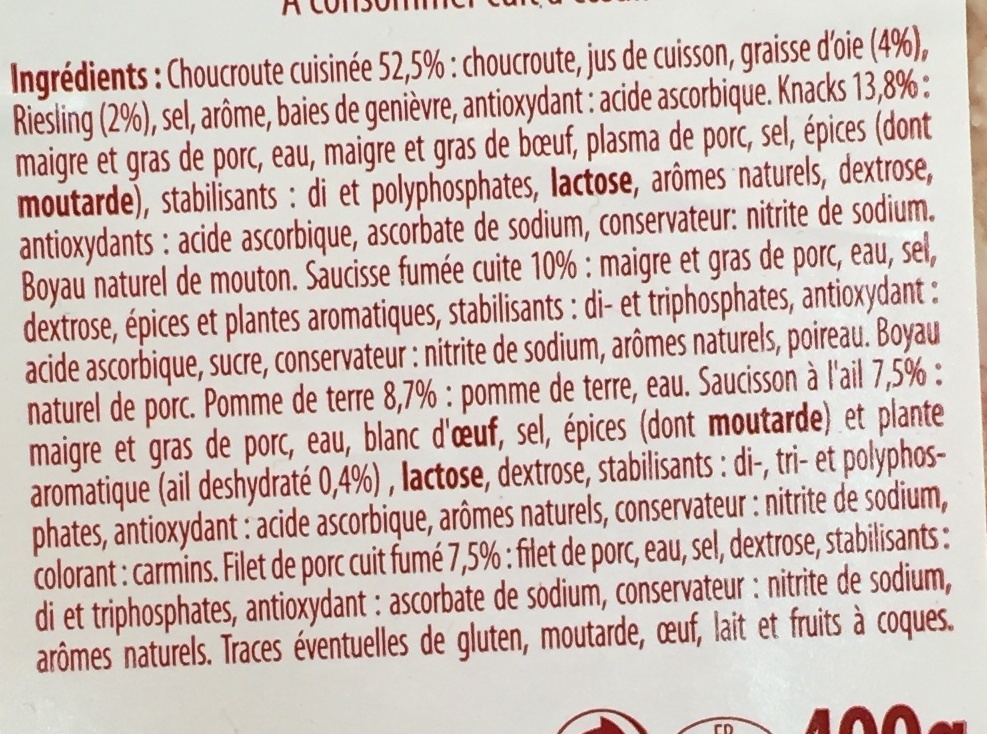 Ingrédients : Choucroute cuisinée 52,5% : choucroute, jus de cuisson, graisse d'oie (4%),
Riesling (2%), sel, arôme, baies de genièvre, antioxydant : acide ascorbique. Knacks 13,8% :
maigre et gras de porc, eau, maigre et gras de bœuf, plasma de porc, sel, épices (dont
moutarde), stabilisants : di et polyphosphates, lactose, arômes naturels, dextrose,
antioxydants : acide ascorbique, ascorbate de sodium, conservateur: nitrite de sodium.
Boyau naturel de mouton. Saucisse fumée cuite 10% : maigre et gras de porc, eau, sel,
dextrose, épices et plantes aromatiques, stabilisants : di- et triphosphates, antioxydant :
acide ascorbique, sucre, conservateur : nitrite de sodium, arômes naturels, poireau. Boyau
naturel de porc. Pomme de terre 8,7% : pomme de terre, eau. Saucisson à l'ail 7,5% :
maigre et gras de porc, eau, blanc d'œuf, sel, épices (dont moutarde) et plante
aromatique (ail deshydraté 0,4%) , lactose, dextrose, stabilisants : di-, tri- et polyphos-
phates, antioxydant : acide ascorbique, arômes naturels, conservateur : nitrite de sodium,
colorant : carmins. Filet de porc cuit fumé 7,5% : filet de porc, eau, sel, dextrose, stabilisants :
di et triphosphates, antioxydant : ascorbate de sodium, conservateur : nitrite de sodium,
arômes naturels. Traces éventuelles de gluten, moutarde, œuf, lait et fruits à coques.
FR
400g